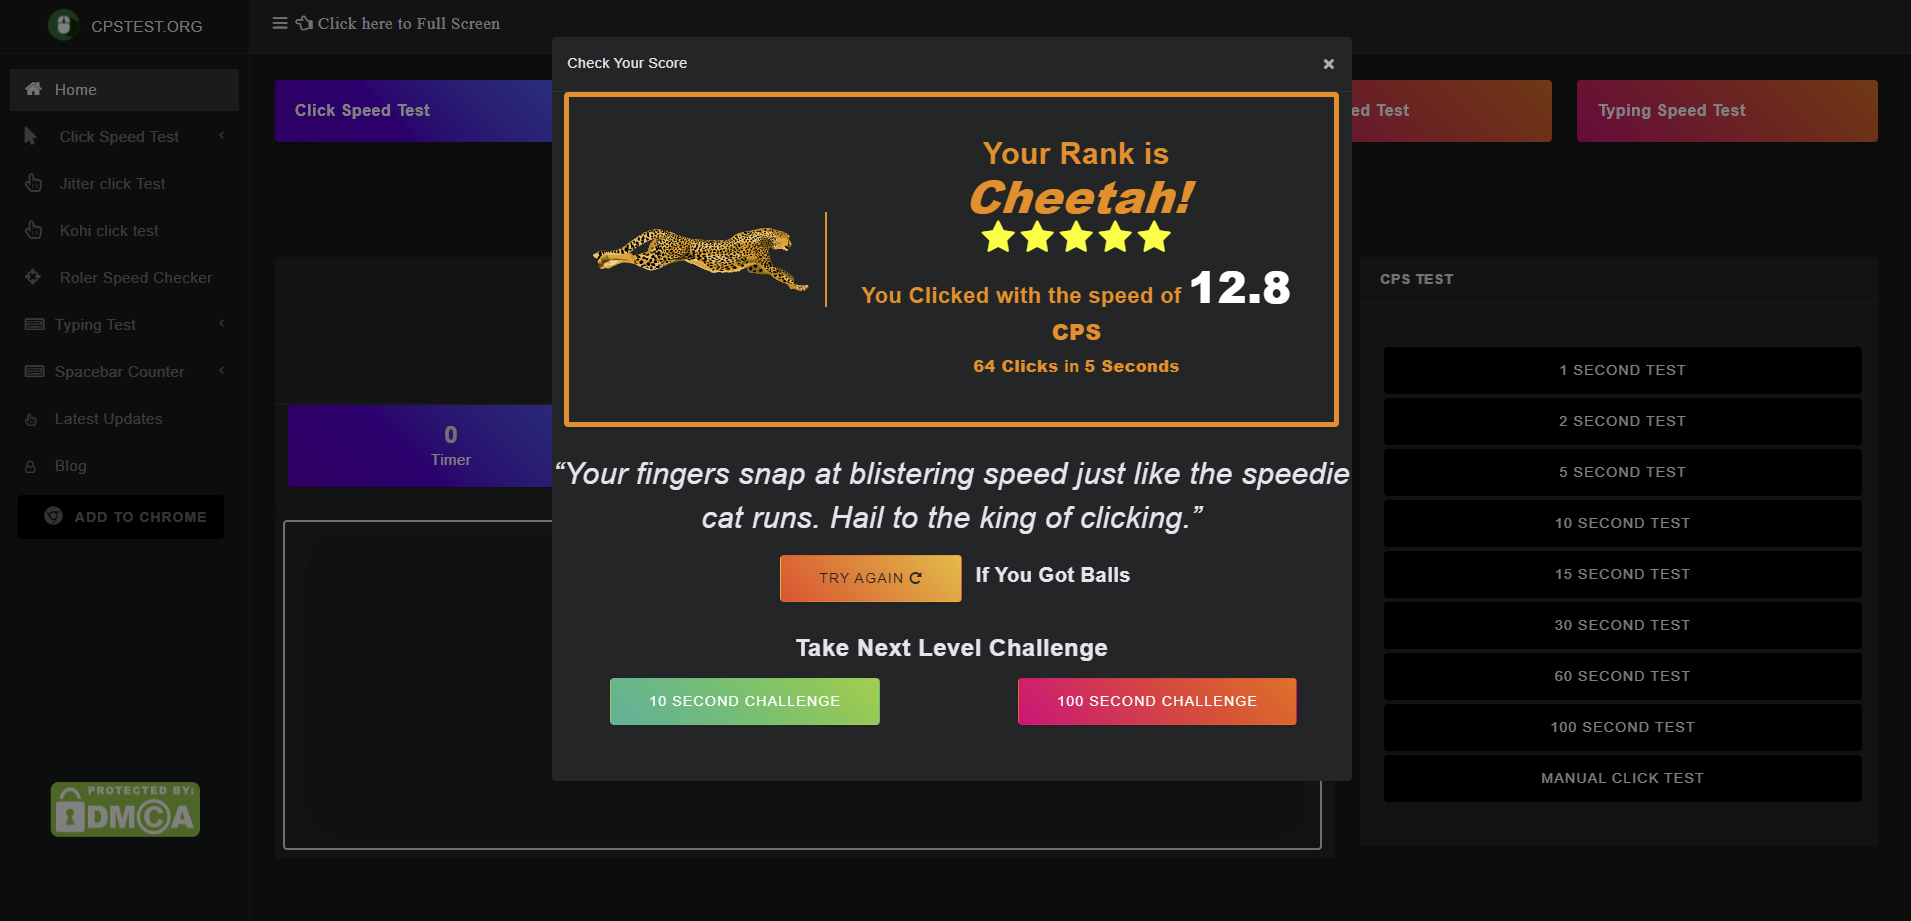 CPSTEST.ORG
Click here to Full Screen
Home
Click Speed Test
Jitter click Test
Kohi click test
Roler Speed Checker
Typing Test
Spacebar Counter
Latest Updates
Blog
ADD TO CHROME
PROTECTED BY:
DMCA
Click Speed Test
ed Test
Typing Speed Test
0
Timer
Check Your Score
×
Your Rank is
Cheetah!
You Clicked with the speed of 12.8
CPS
64 Clicks in 5 Seconds
“Your fingers snap at blistering speed just like the speedie
cat runs. Hail to the king of clicking.”
TRY AGAIN If You Got Balls
Take Next Level Challenge
10 SECOND CHALLENGE
100 SECOND CHALLENGE
CPS TEST
1 SECOND TEST
2 SECOND TEST
5 SECOND TEST
10 SECOND TEST
15 SECOND TEST
30 SECOND TEST
60 SECOND TEST
100 SECOND TEST
MANUAL CLICK TEST